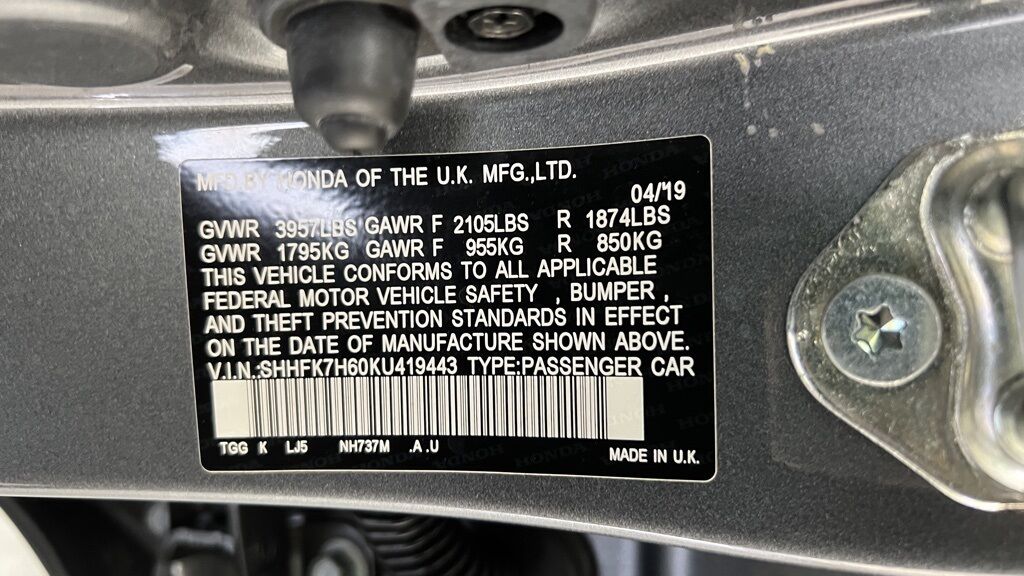 MFD.BY HONDA OF THE U.K. MFG.,LTD.
04/'19
GVWR 3957LBS GAWR F 2105LBS R 1874LBS
GVWR 1795KG GAWR F 955KG R 850KG
THIS VEHICLE CONFORMS TO ALL APPLICABLE
FEDERAL MOTOR VEHICLE SAFETY , BUMPER ,
AND THEFT PREVENTION STANDARDS IN EFFECT
ON THE DATE OF MANUFACTURE SHOWN ABOVE.
V.I.N.:SHHFK7H60KU419443 TYPE:PASSENGER CAR
TGG K LJ5 NH737M .A .U
MADE IN U.K.